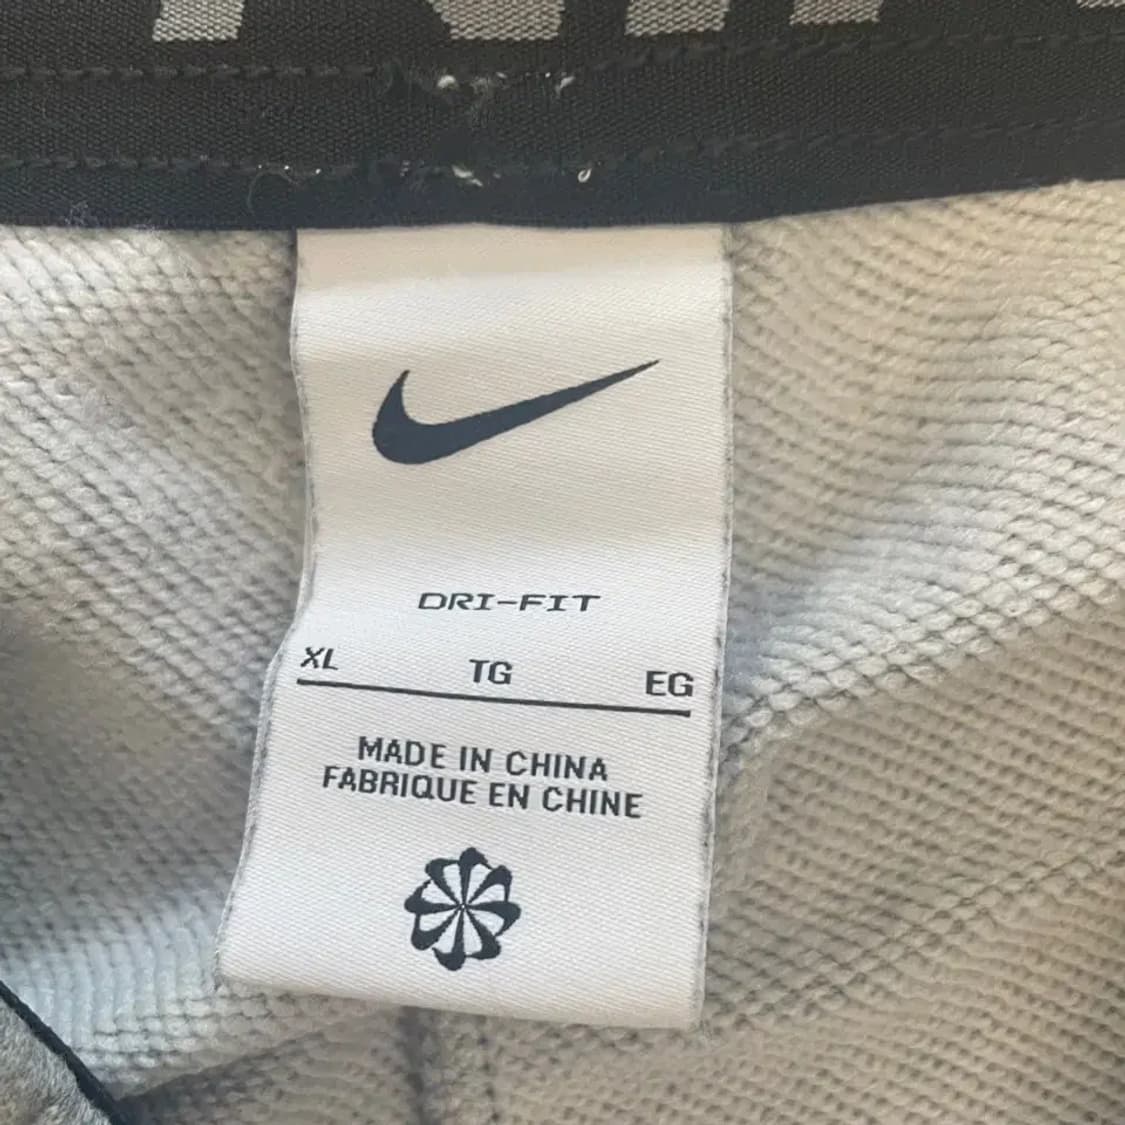 DRI-FIT
XL TG EG
MADE IN CHINA
FABRIQUE EN CHINE